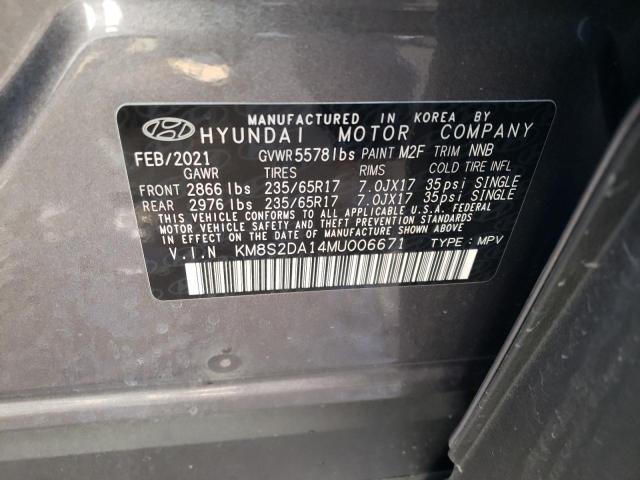 MANUFACTURED IN KOREA BY
HYUNDAI MOTOR COMPANY
FEB/2021 GVWR 5578 lbs PAINT M2F TRIM NNB
GAWR TIRES RIMS COLD TIRE INFL
FRONT 2866 lbs 235/65R17 7.0JX17 35psi SINGLE
REAR 2976 lbs 235/65R17 7.0JX17 35psi SINGLE
THIS VEHICLE CONFORMS TO ALL APPLICABLE U.S.A. FEDERAL
MOTOR VEHICLE SAFETY, BUMPER, AND THEFT PREVENTION STANDARDS
IN EFFECT ON THE DATE OF MANUFACTURE SHOWN ABOVE.
V.I.N KM8S2DA14MU006671 TYPE : MPV